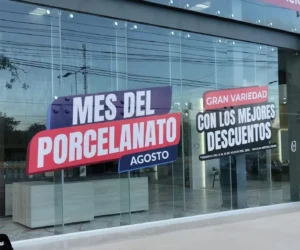 MES DEL
PORCELANATO
AGOSTO
GRAN VARIEDAD
CON LOS MEJORES
DESCUENTOS